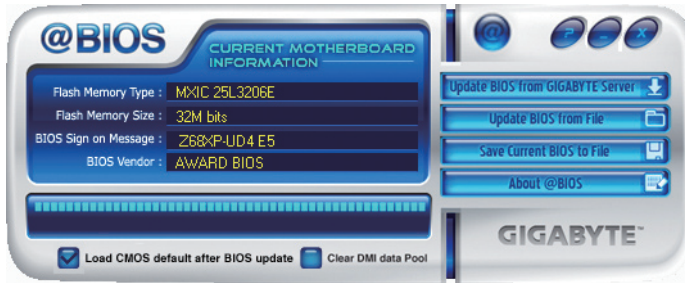 @BIOS
CURRENT MOTHERBOARD
INFORMATION
Flash Memory Type : MXIC 25L3206E
Flash Memory Size : 32M bits
BIOS Sign on Message : Z68XP-UD4 E5
BIOS Vendor : AWARD BIOS
Load CMOS default after BIOS update
Clear DMI data Pool
@
? _ X
Update BIOS from GIGABYTE Server
Update BIOS from File
Save Current BIOS to File
About @BIOS
GIGABYTE™